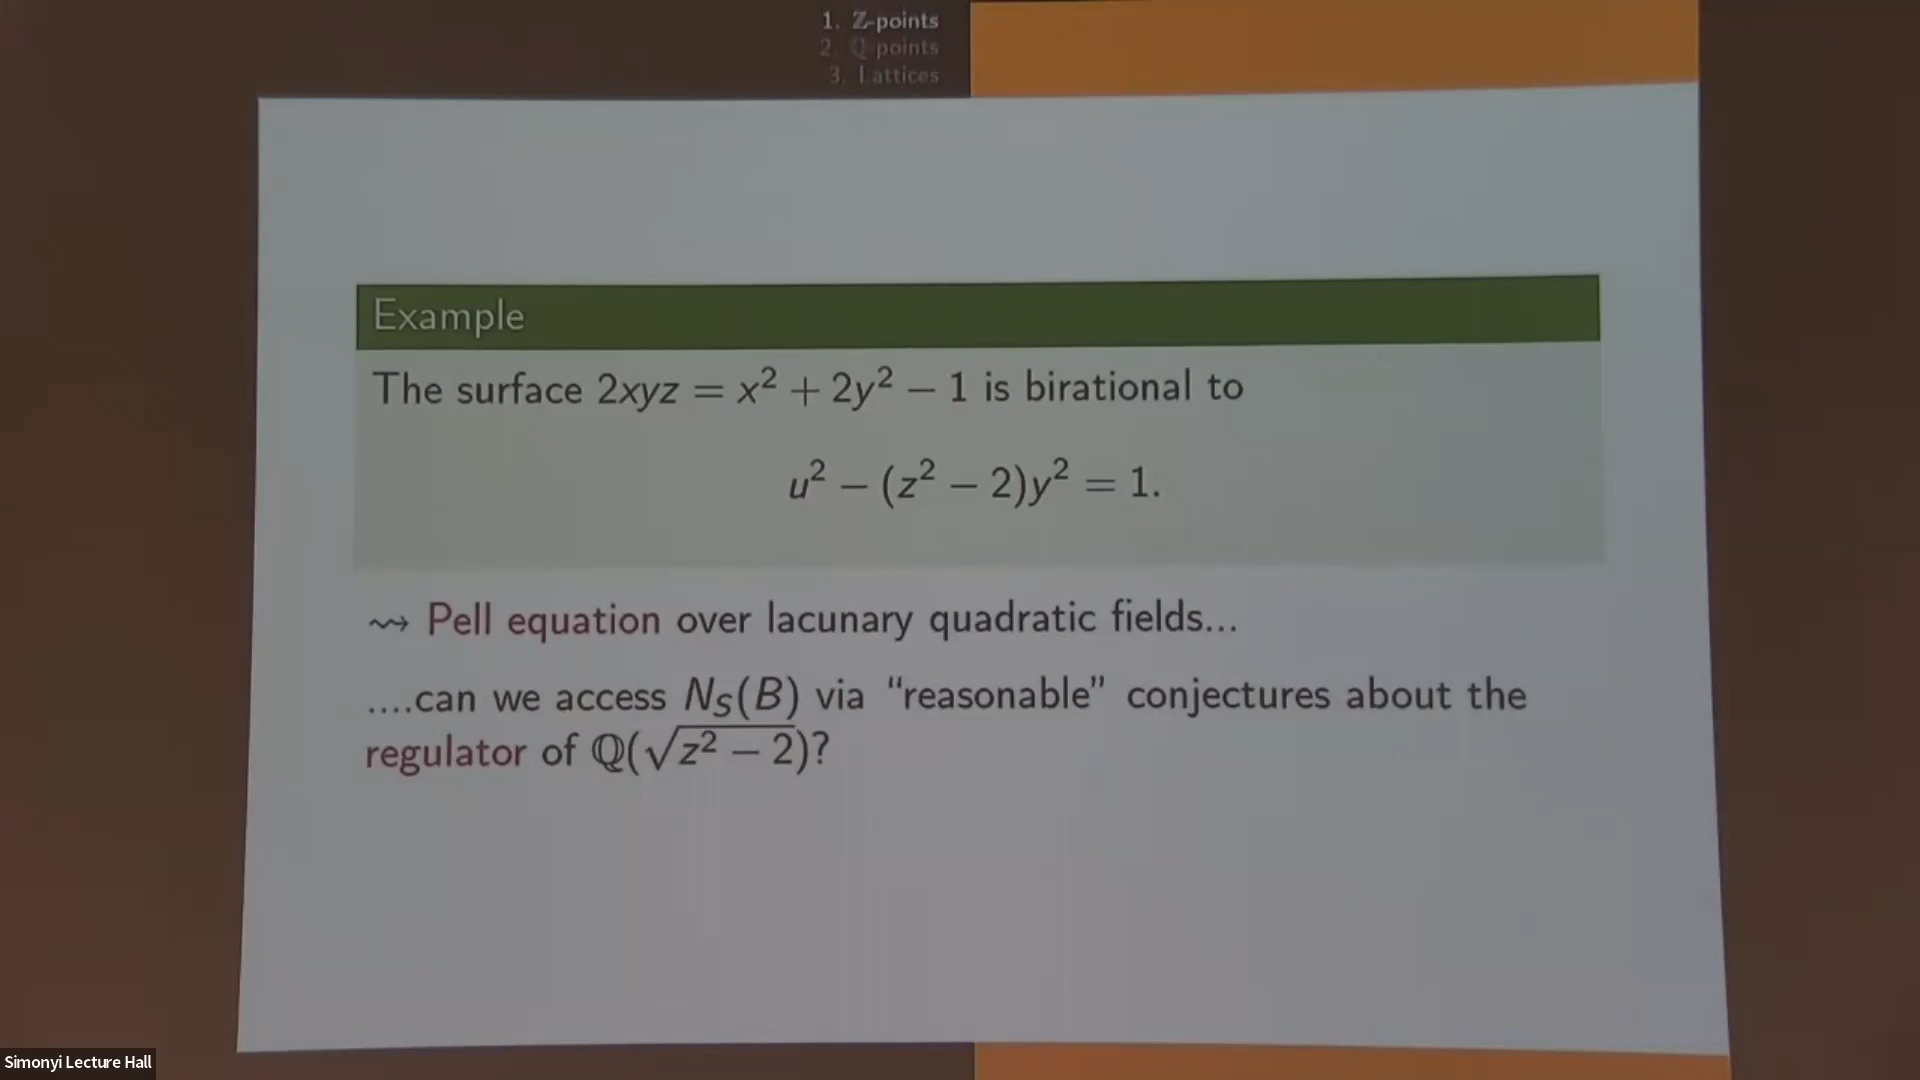 1. ℤ-points
2. ℚ-points
3. Lattices
Example
The surface 2xyz = x² + 2y² − 1 is birational to
u² − (z² − 2)y² = 1.
⇝ Pell equation over lacunary quadratic fields...
....can we access N_S(B) via “reasonable” conjectures about the
regulator of ℚ(√(z² − 2))?
Simonyi Lecture Hall